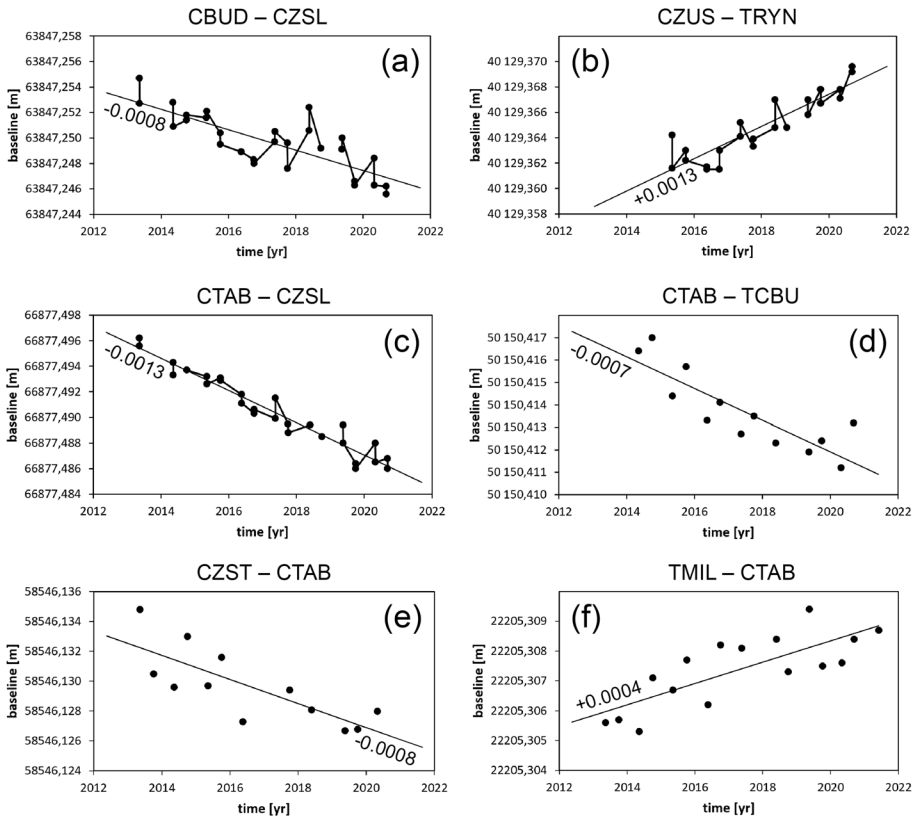 CBUD – CZSL
(a)
baseline [m]
63847,258
63847,256
63847,254
63847,252
63847,250
63847,248
63847,246
63847,244
-0.0008
2012 2014 2016 2018 2020 2022
time [yr]
CZUS – TRYN
(b)
baseline [m]
40 129,370
40 129,368
40 129,366
40 129,364
40 129,362
40 129,360
40 129,358
+0.0013
2012 2014 2016 2018 2020 2022
time [yr]
CTAB – CZSL
(c)
baseline [m]
66877,498
66877,496
66877,494
66877,492
66877,490
66877,488
66877,486
66877,484
-0.0013
2012 2014 2016 2018 2020 2022
time [yr]
CTAB – TCBU
(d)
baseline [m]
50 150,417
50 150,416
50 150,415
50 150,414
50 150,413
50 150,412
50 150,411
50 150,410
-0.0007
2012 2014 2016 2018 2020 2022
time [yr]
CZST – CTAB
(e)
baseline [m]
58546,136
58546,134
58546,133
58546,131
58546,130
58546,128
58546,126
58546,124
-0.0008
2012 2014 2016 2018 2020 2022
time [yr]
TMIL – CTAB
(f)
baseline [m]
22205,309
22205,308
22205,307
22205,306
22205,305
22205,304
+0.0004
2012 2013 2014 2015 2016 2017 2018 2019 2020 2021 2022
time [yr]